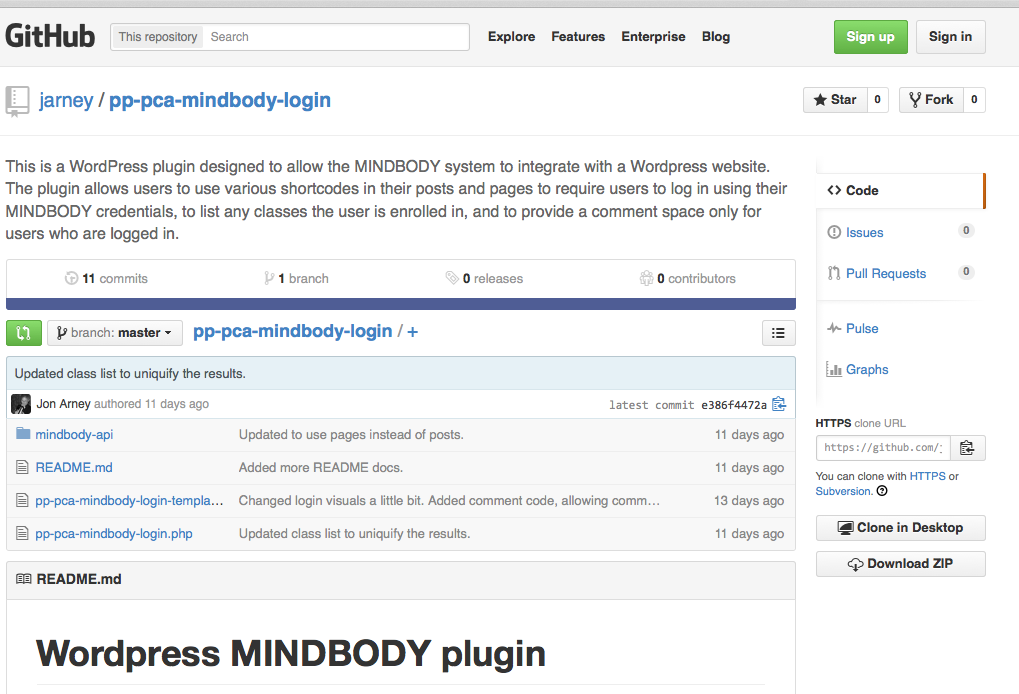 GitHub This repository Search Explore Features Enterprise Blog Sign up Sign in
jarney / pp-pca-mindbody-login Star 0 Fork 0
This is a WordPress plugin designed to allow the MINDBODY system to integrate with a Wordpress website.
The plugin allows users to use various shortcodes in their posts and pages to require users to log in using their
MINDBODY credentials, to list any classes the user is enrolled in, and to provide a comment space only for
users who are logged in.
11 commits 1 branch 0 releases 0 contributors
branch: master pp-pca-mindbody-login / +
Updated class list to uniquify the results.
Jon Arney authored 11 days ago latest commit e386f4472a
mindbody-api Updated to use pages instead of posts. 11 days ago
README.md Added more README docs. 11 days ago
pp-pca-mindbody-login-templa... Changed login visuals a little bit. Added comment code, allowing comm... 13 days ago
pp-pca-mindbody-login.php Updated class list to uniquify the results. 11 days ago
README.md
Wordpress MINDBODY plugin
Code
Issues 0
Pull Requests 0
Pulse
Graphs
HTTPS clone URL
https://github.com/
You can clone with HTTPS or
Subversion.
Clone in Desktop
Download ZIP